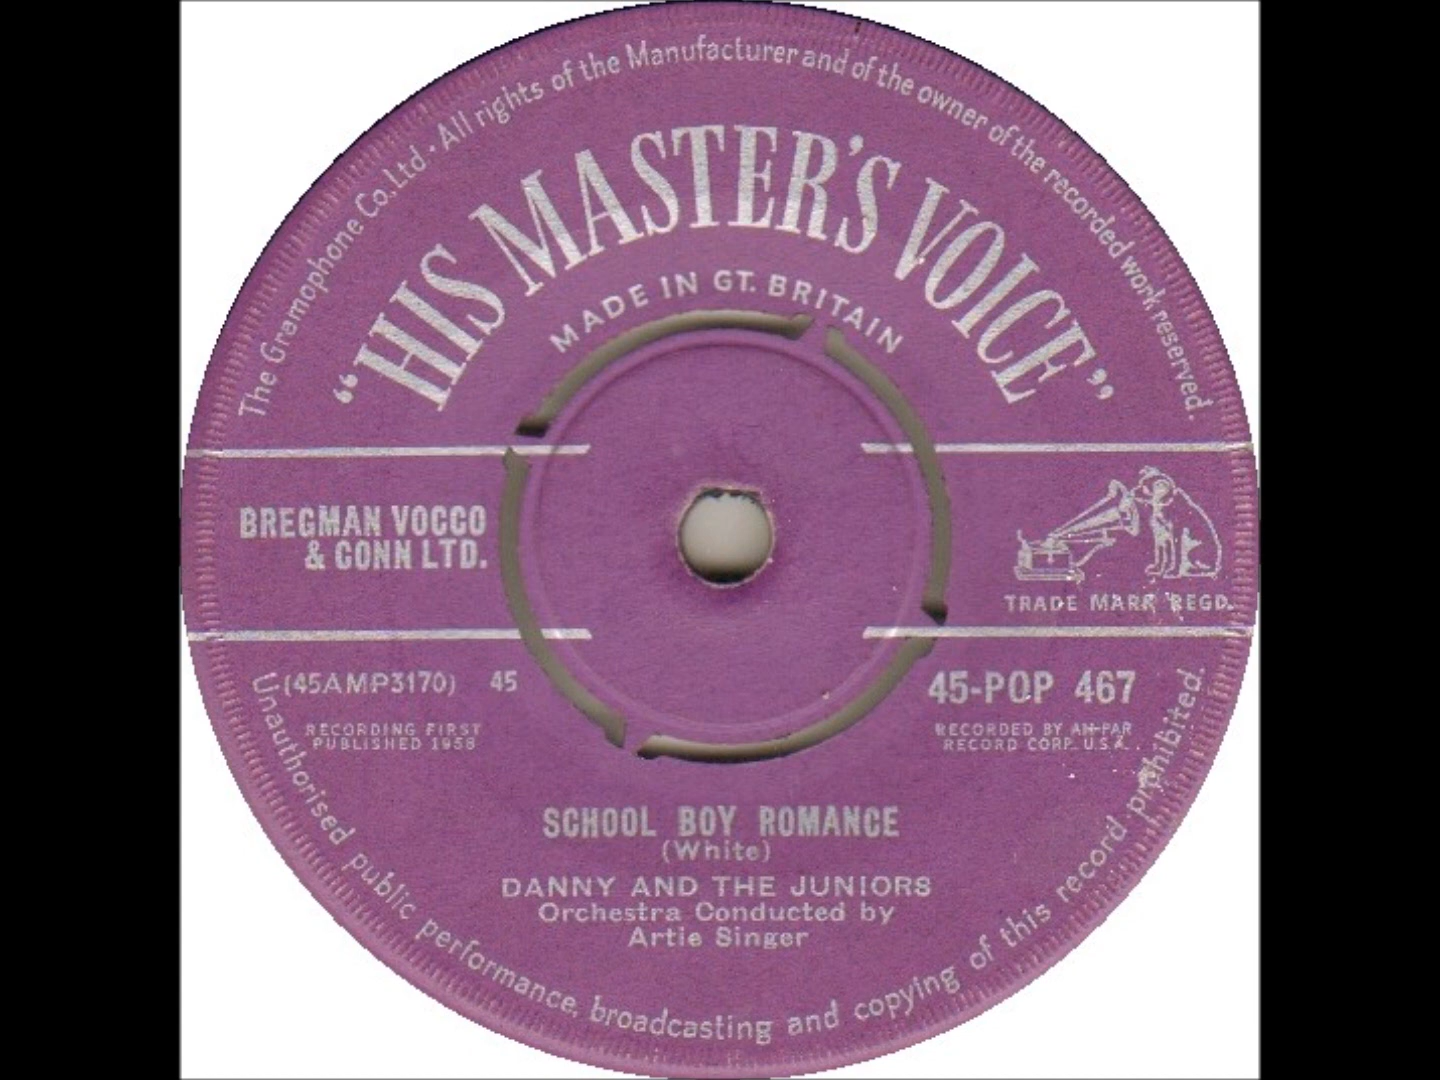 The Gramophone Co. Ltd · All rights of the Manufacturer and of the owner of the recorded work reserved.
“HIS MASTER'S VOICE”
MADE IN GT. BRITAIN
BREGMAN VOCCO
& CONN LTD.
TRADE MARK REGD.
(45AMP3170) 45
45-POP 467
RECORDING FIRST
PUBLISHED 1958
RECORDED BY AM-PAR
RECORD CORP. U.S.A.
SCHOOL BOY ROMANCE
(White)
DANNY AND THE JUNIORS
Orchestra Conducted by
Artie Singer
Unauthorised public performance, broadcasting and copying of this record prohibited.